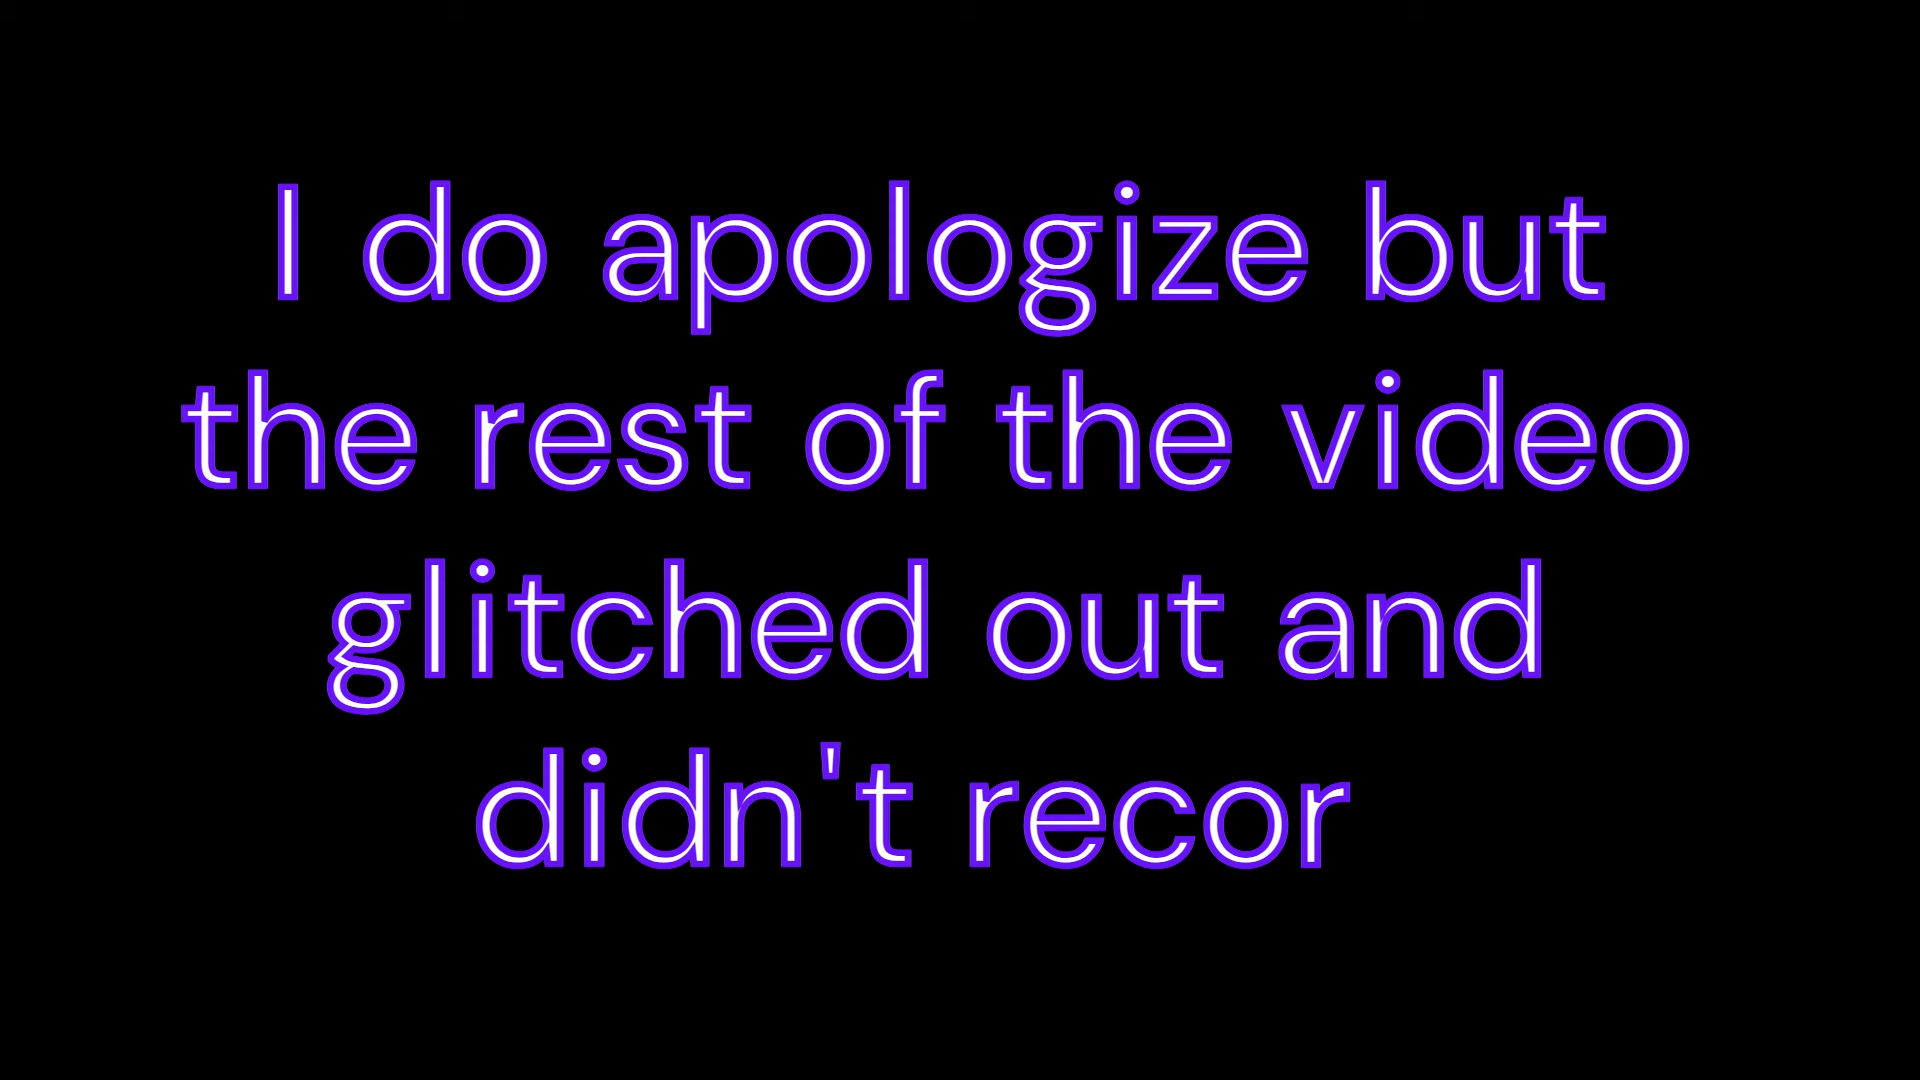 I do apologize but
the rest of the video
glitched out and
didn't recor